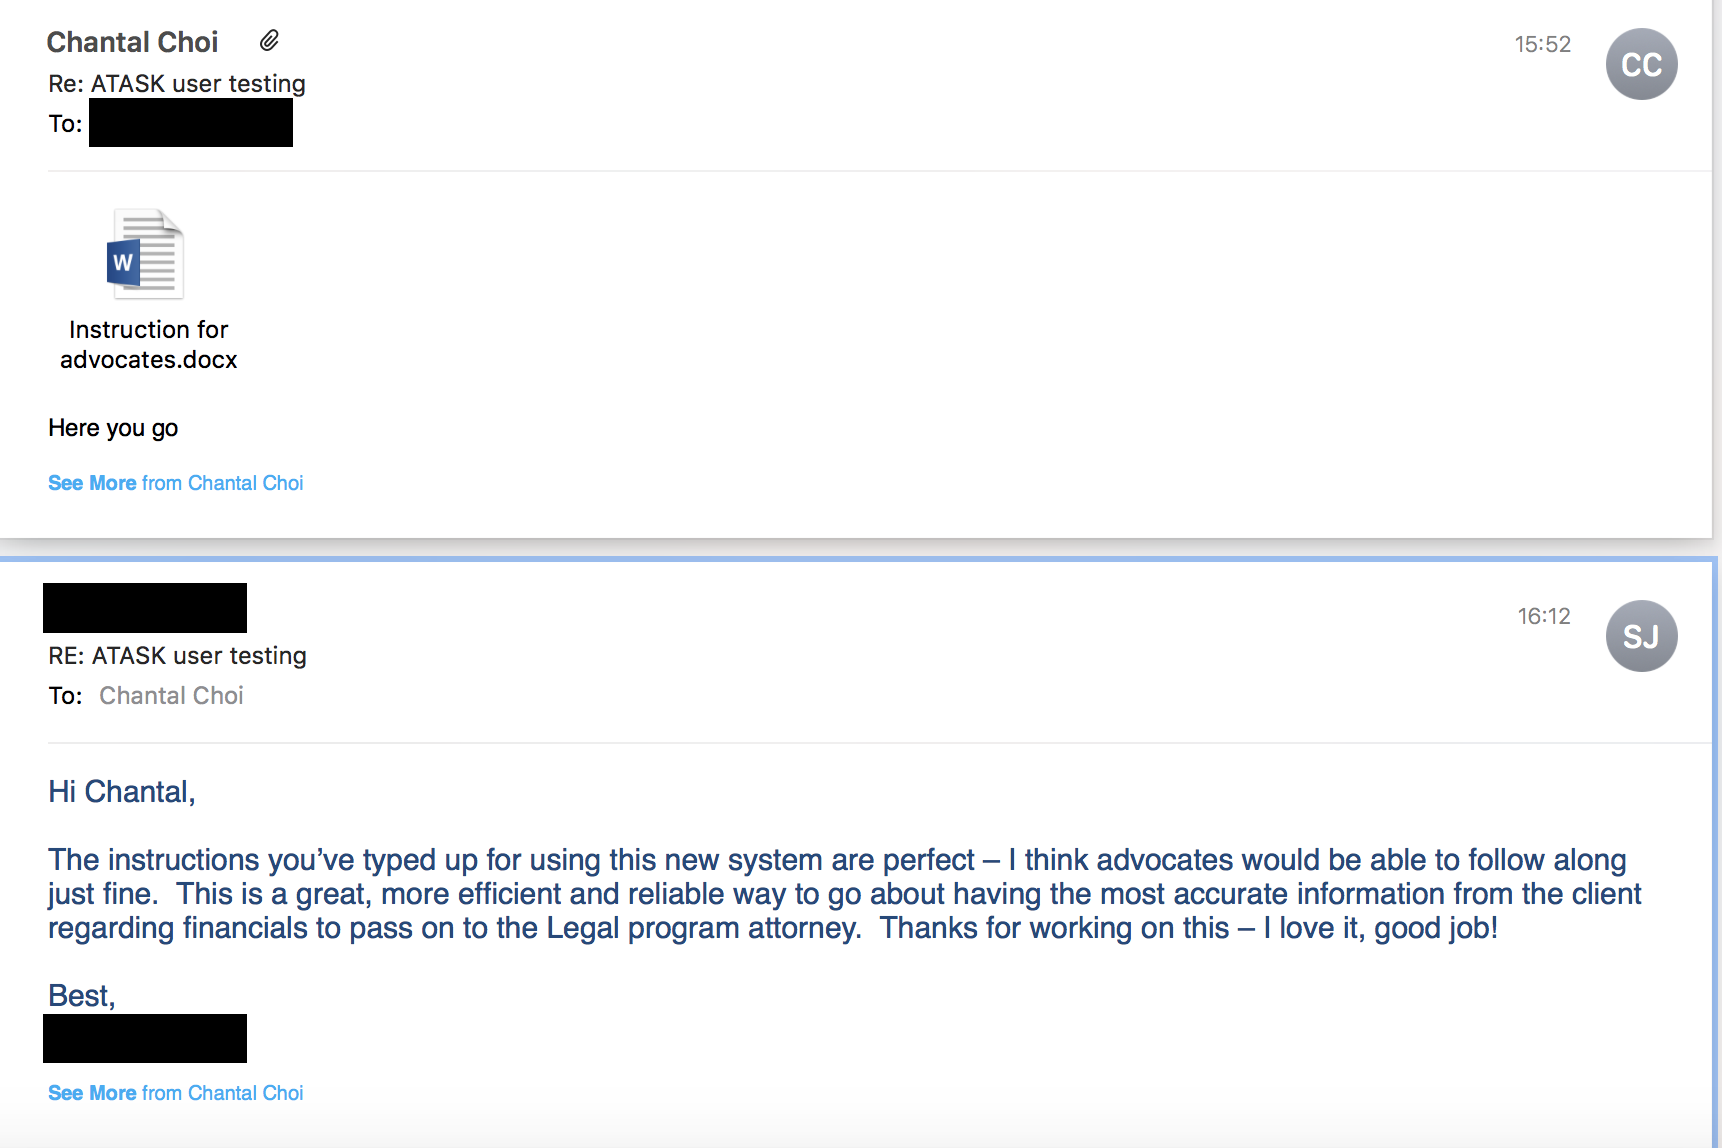 Chantal Choi
15:52
CC
Re: ATASK user testing
To:
W
Instruction for
advocates.docx
Here you go
See More from Chantal Choi
16:12
SJ
RE: ATASK user testing
To: Chantal Choi
Hi Chantal,
The instructions you’ve typed up for using this new system are perfect – I think advocates would be able to follow along
just fine.  This is a great, more efficient and reliable way to go about having the most accurate information from the client
regarding financials to pass on to the Legal program attorney.  Thanks for working on this – I love it, good job!
Best,
See More from Chantal Choi